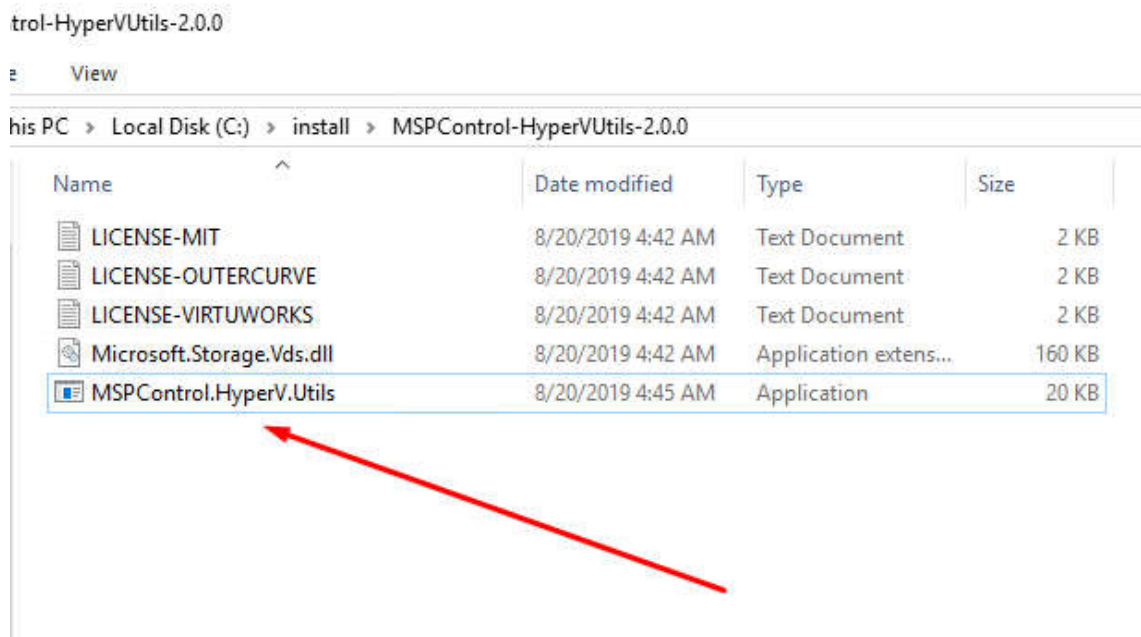 trol-HyperVUtils-2.0.0
e View
his PC > Local Disk (C:) > install > MSPControl-HyperVUtils-2.0.0
Name Date modified Type Size
LICENSE-MIT 8/20/2019 4:42 AM Text Document 2 KB
LICENSE-OUTERCURVE 8/20/2019 4:42 AM Text Document 2 KB
LICENSE-VIRTUWORKS 8/20/2019 4:42 AM Text Document 2 KB
Microsoft.Storage.Vds.dll 8/20/2019 4:42 AM Application extens... 160 KB
MSPControl.HyperV.Utils 8/20/2019 4:45 AM Application 20 KB